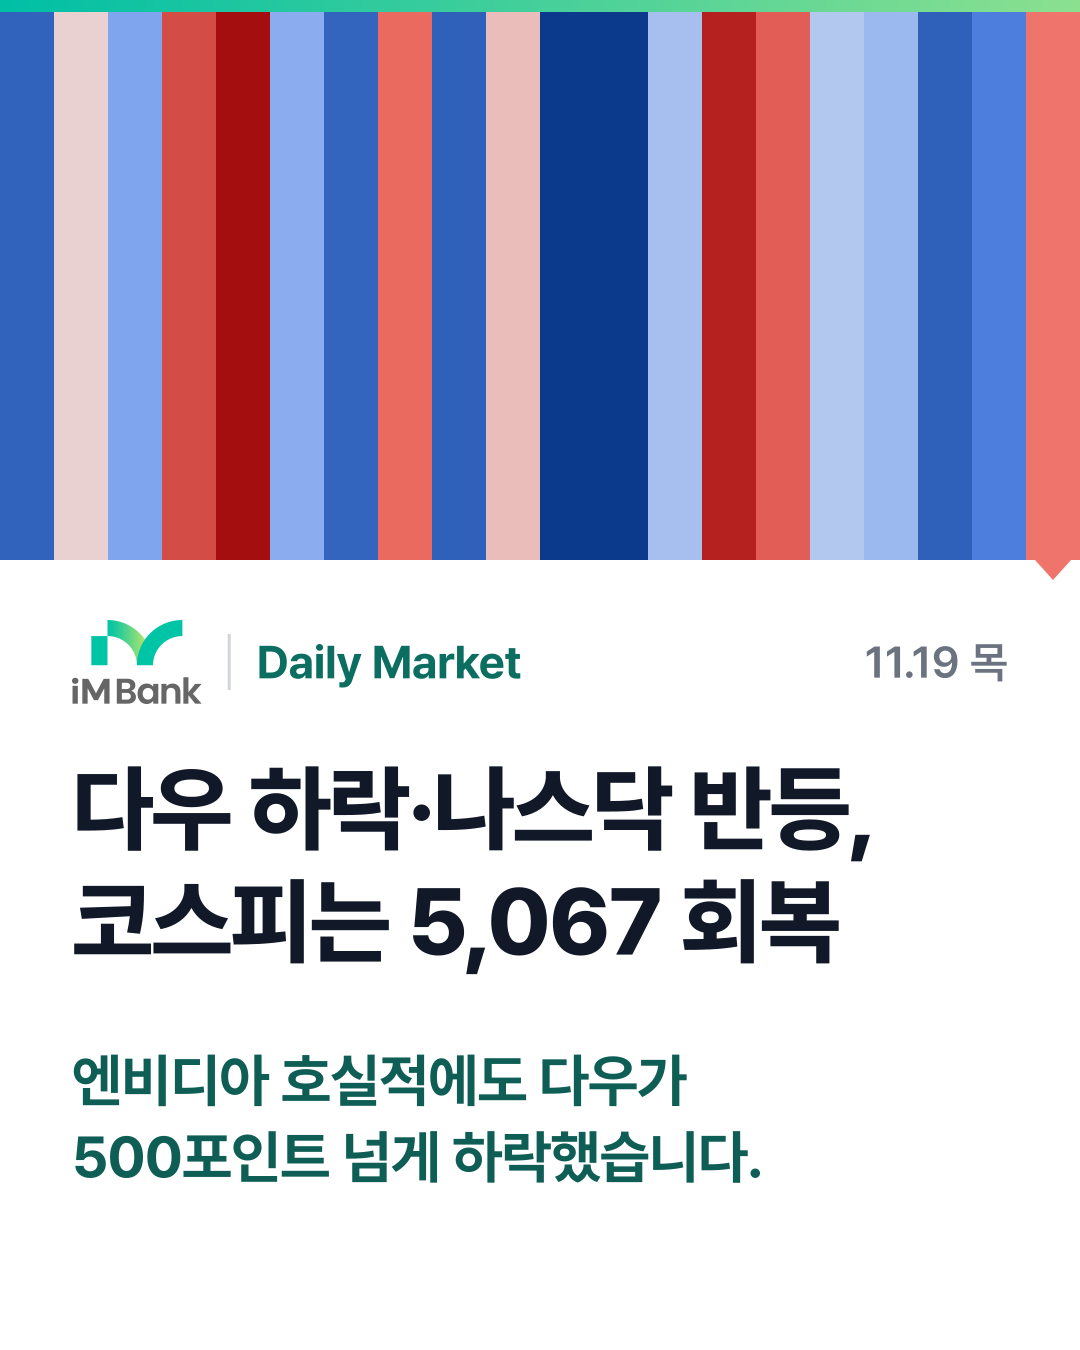 iM Bank
Daily Market
11.19 목
다우 하락·나스닥 반등,
코스피는 5,067 회복
엔비디아 호실적에도 다우가
500포인트 넘게 하락했습니다.